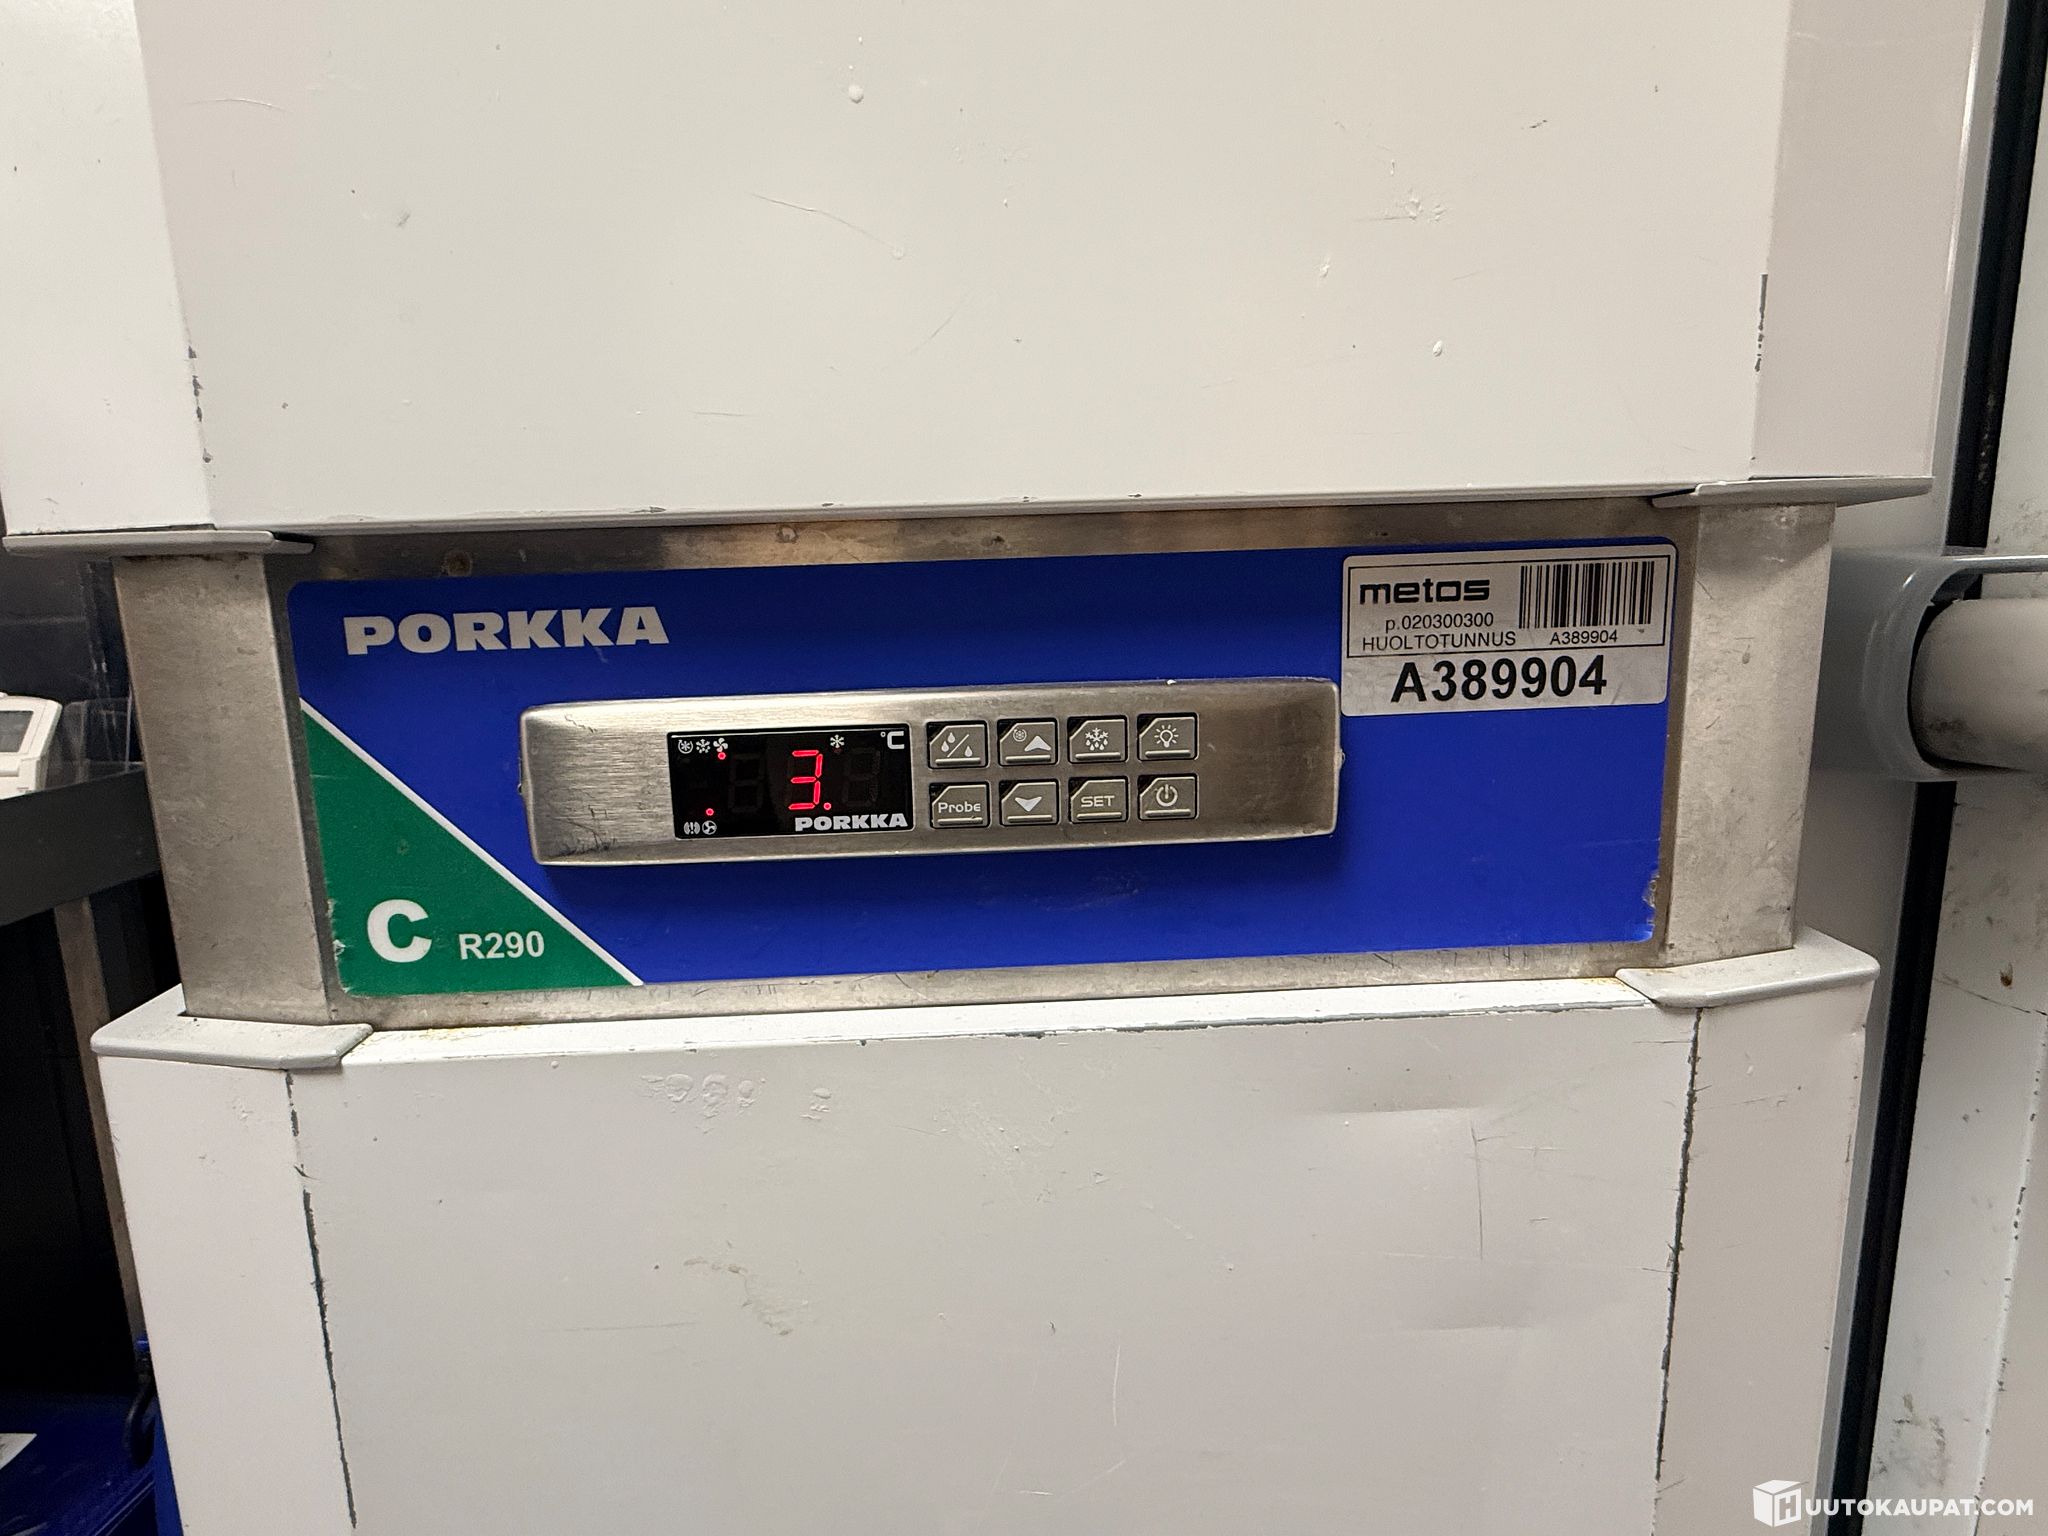 PORKKA
metos
p.020300300
HUOLTOTUNNUS A389904
A389904
°C
3.
PORKKA
Probe
SET
C R290
HUUTOKAUPAT.COM